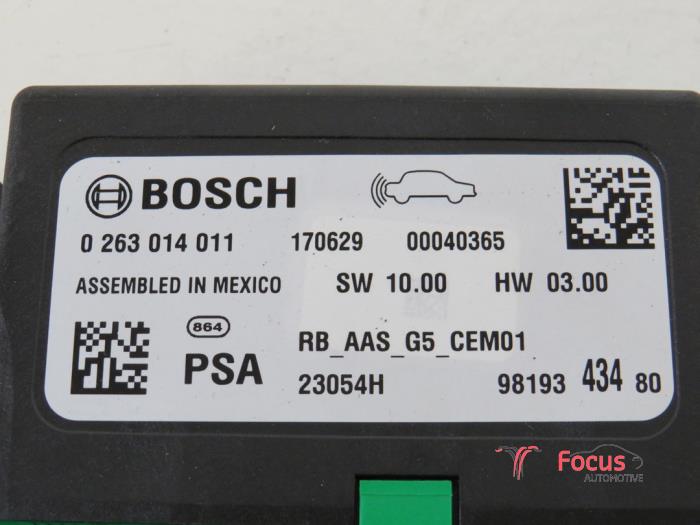 BOSCH
0 263 014 011 170629 00040365
ASSEMBLED IN MEXICO SW 10.00 HW 03.00
864 RB_AAS_G5_CEM01
PSA 23054H 98193 434 80
Focus
AUTOMOTIVE